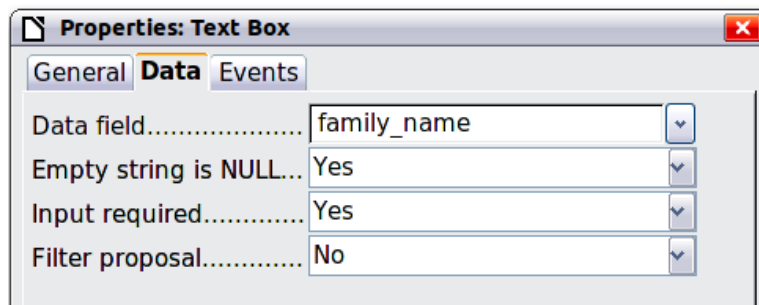 Properties: Text Box
General Data Events
Data field.................... family_name
Empty string is NULL... Yes
Input required............. Yes
Filter proposal............. No